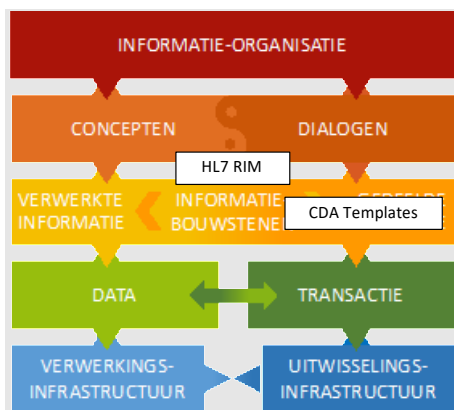 INFORMATIE-ORGANISATIE
CONCEPTEN
DIALOGEN
HL7 RIM
VERWERKTE
INFORMATIE
INFORMATIE
BOUWSTENE
CDA Templates
DATA
TRANSACTIE
VERWERKINGS-
INFRASTRUCTUUR
UITWISSELINGS-
INFRASTRUCTUUR